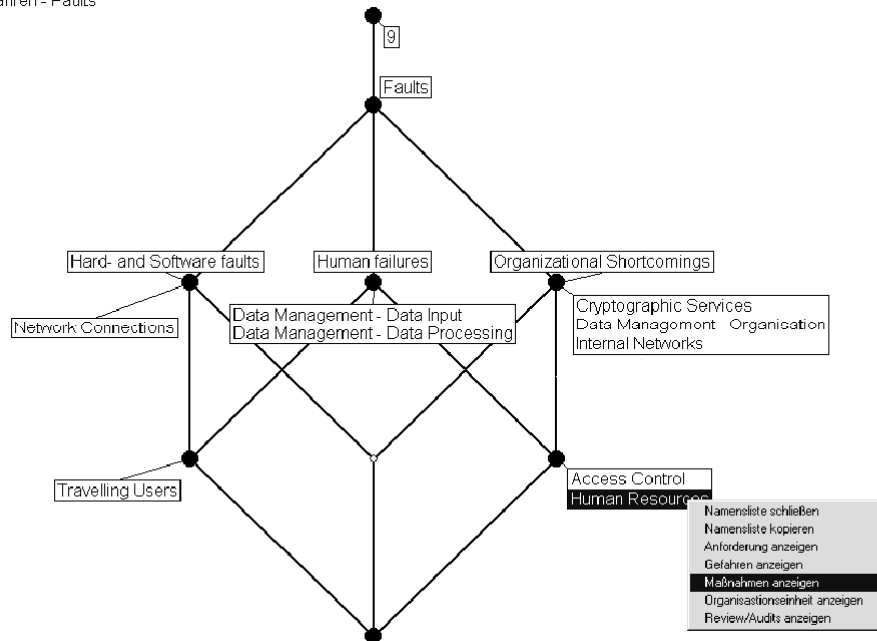 - Faults
9
Faults
Hard- and Software faults
Human failures
Organizational Shortcomings
Network Connections
Data Management - Data Input
Data Management - Data Processing
Cryptographic Services
Data Management Organisation
Internal Networks
Travelling Users
Access Control
Human Resources
Namensliste schließen
Namensliste kopieren
Anforderung anzeigen
Gefahren anzeigen
Maßnahmen anzeigen
Organisastionseinheit anzeigen
Review/Audits anzeigen